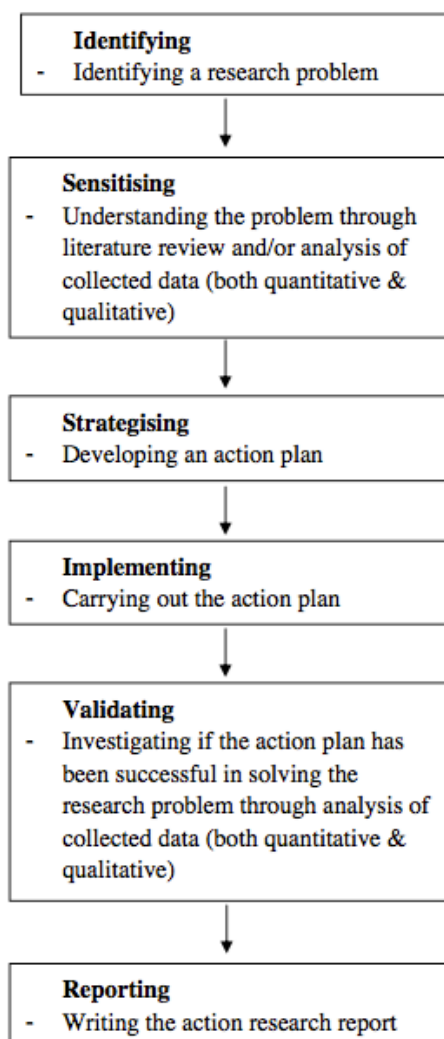 Identifying
- Identifying a research problem
Sensitising
- Understanding the problem through
literature review and/or analysis of
collected data (both quantitative &
qualitative)
Strategising
- Developing an action plan
Implementing
- Carrying out the action plan
Validating
- Investigating if the action plan has
been successful in solving the
research problem through analysis of
collected data (both quantitative &
qualitative)
Reporting
- Writing the action research report